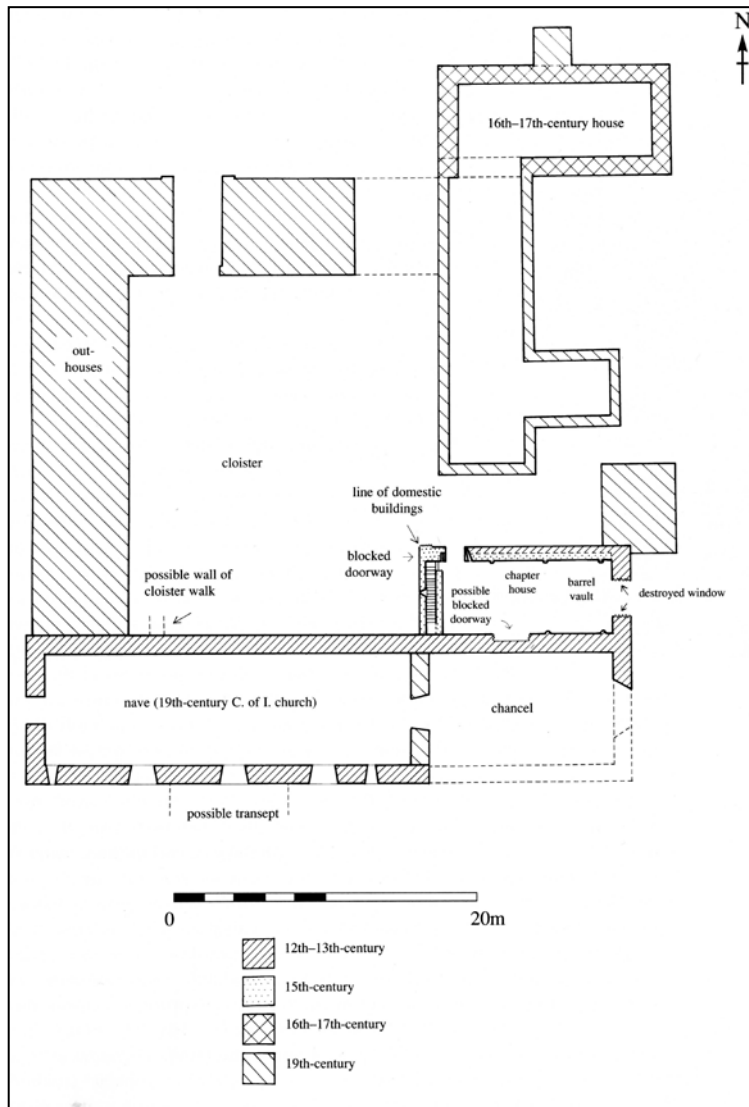 N
16th–17th-century house
out-
houses
cloister
line of domestic
buildings
blocked
doorway
possible wall of
cloister walk
possible
blocked
doorway
chapter
house
barrel
vault
destroyed window
nave (19th-century C. of I. church)
chancel
possible transept
0
20m
12th–13th-century
15th-century
16th–17th-century
19th-century